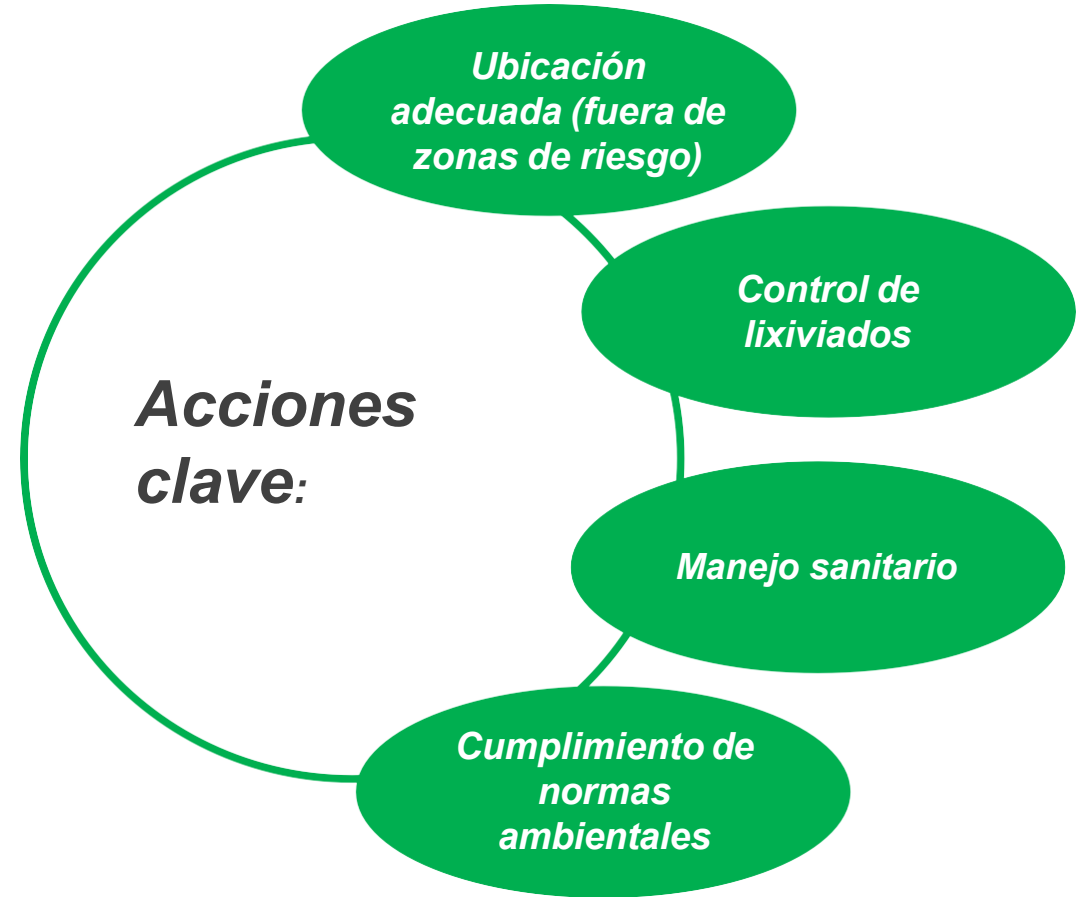 Ubicación
adecuada (fuera de
zonas de riesgo)
Control de
lixiviados
Acciones
clave:
Manejo sanitario
Cumplimiento de
normas
ambientales